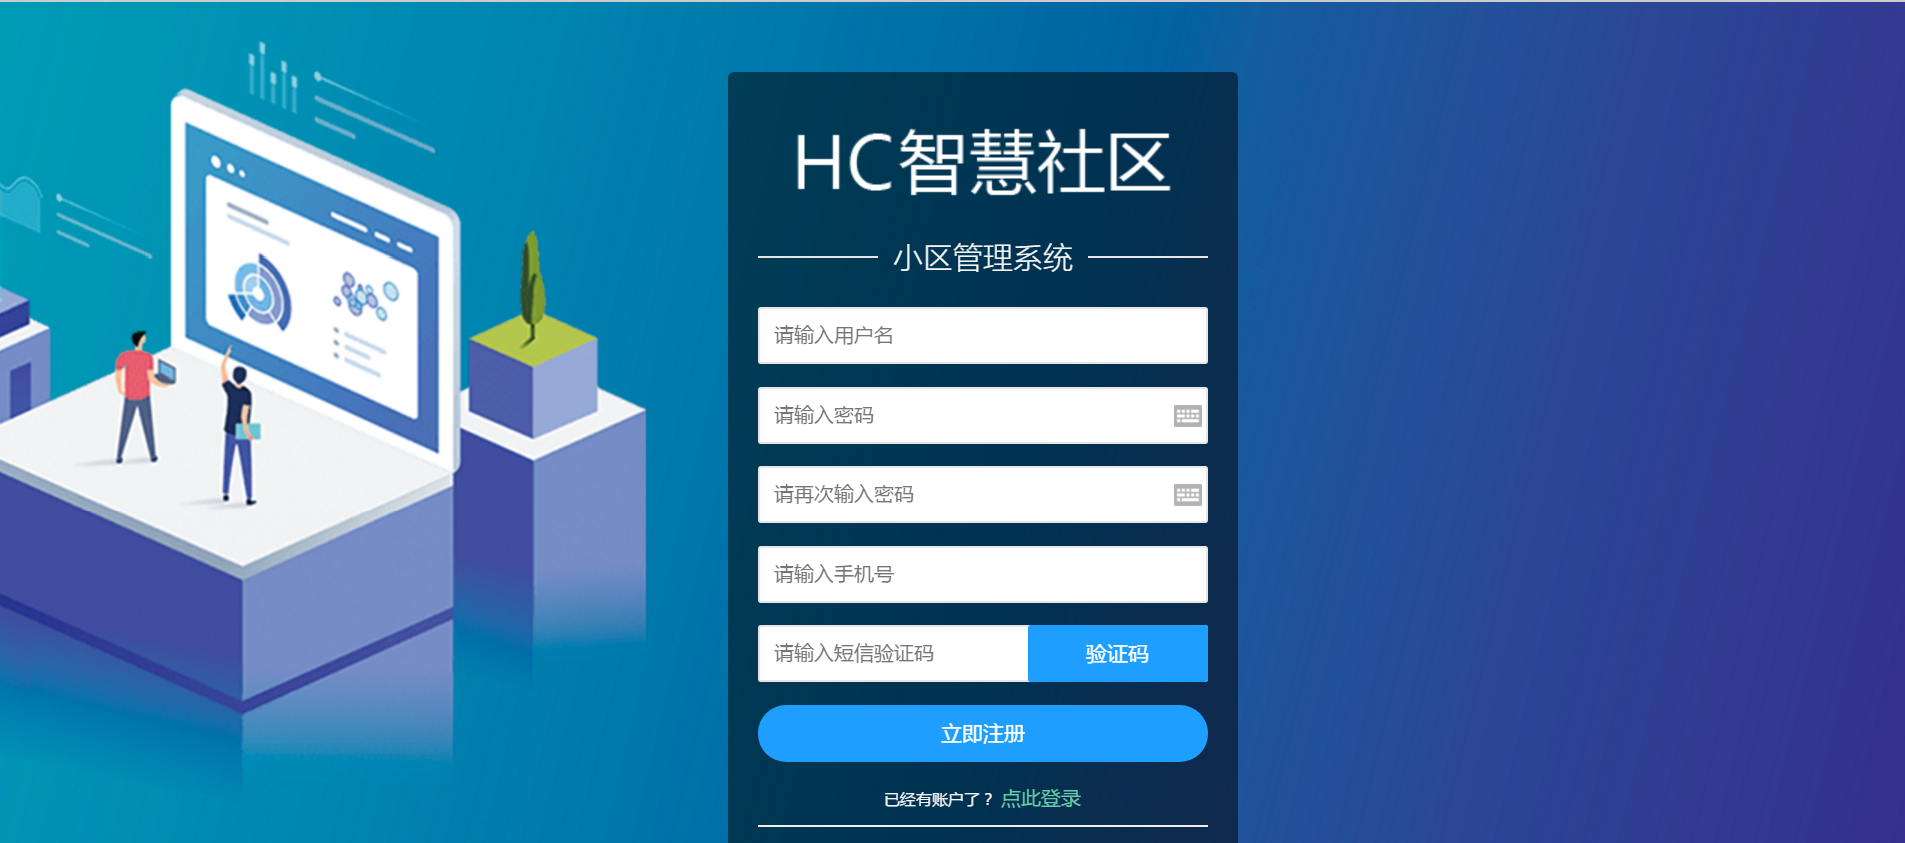 HC智慧社区
小区管理系统
请输入用户名
请输入密码
请再次输入密码
请输入手机号
请输入短信验证码 验证码
立即注册
已经有账户了？ 点此登录